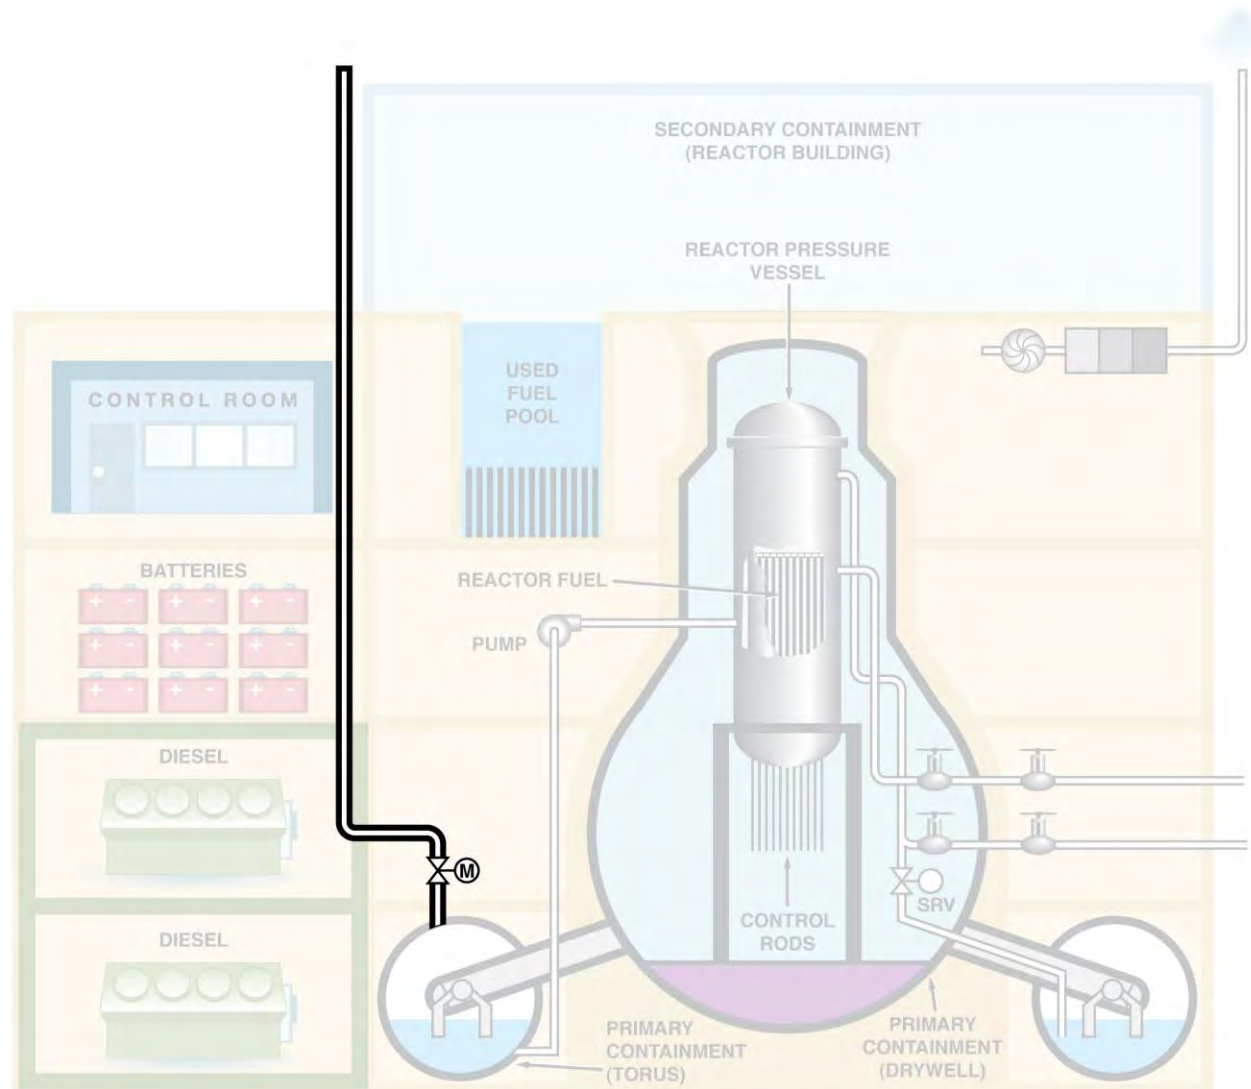 SECONDARY CONTAINMENT
(REACTOR BUILDING)
REACTOR PRESSURE
VESSEL
USED
FUEL
POOL
CONTROL ROOM
BATTERIES
+ - + - + -
+ - + - + -
+ - + - + -
REACTOR FUEL
PUMP
DIESEL
M
SRV
CONTROL
RODS
DIESEL
PRIMARY
CONTAINMENT
(TORUS)
PRIMARY
CONTAINMENT
(DRYWELL)